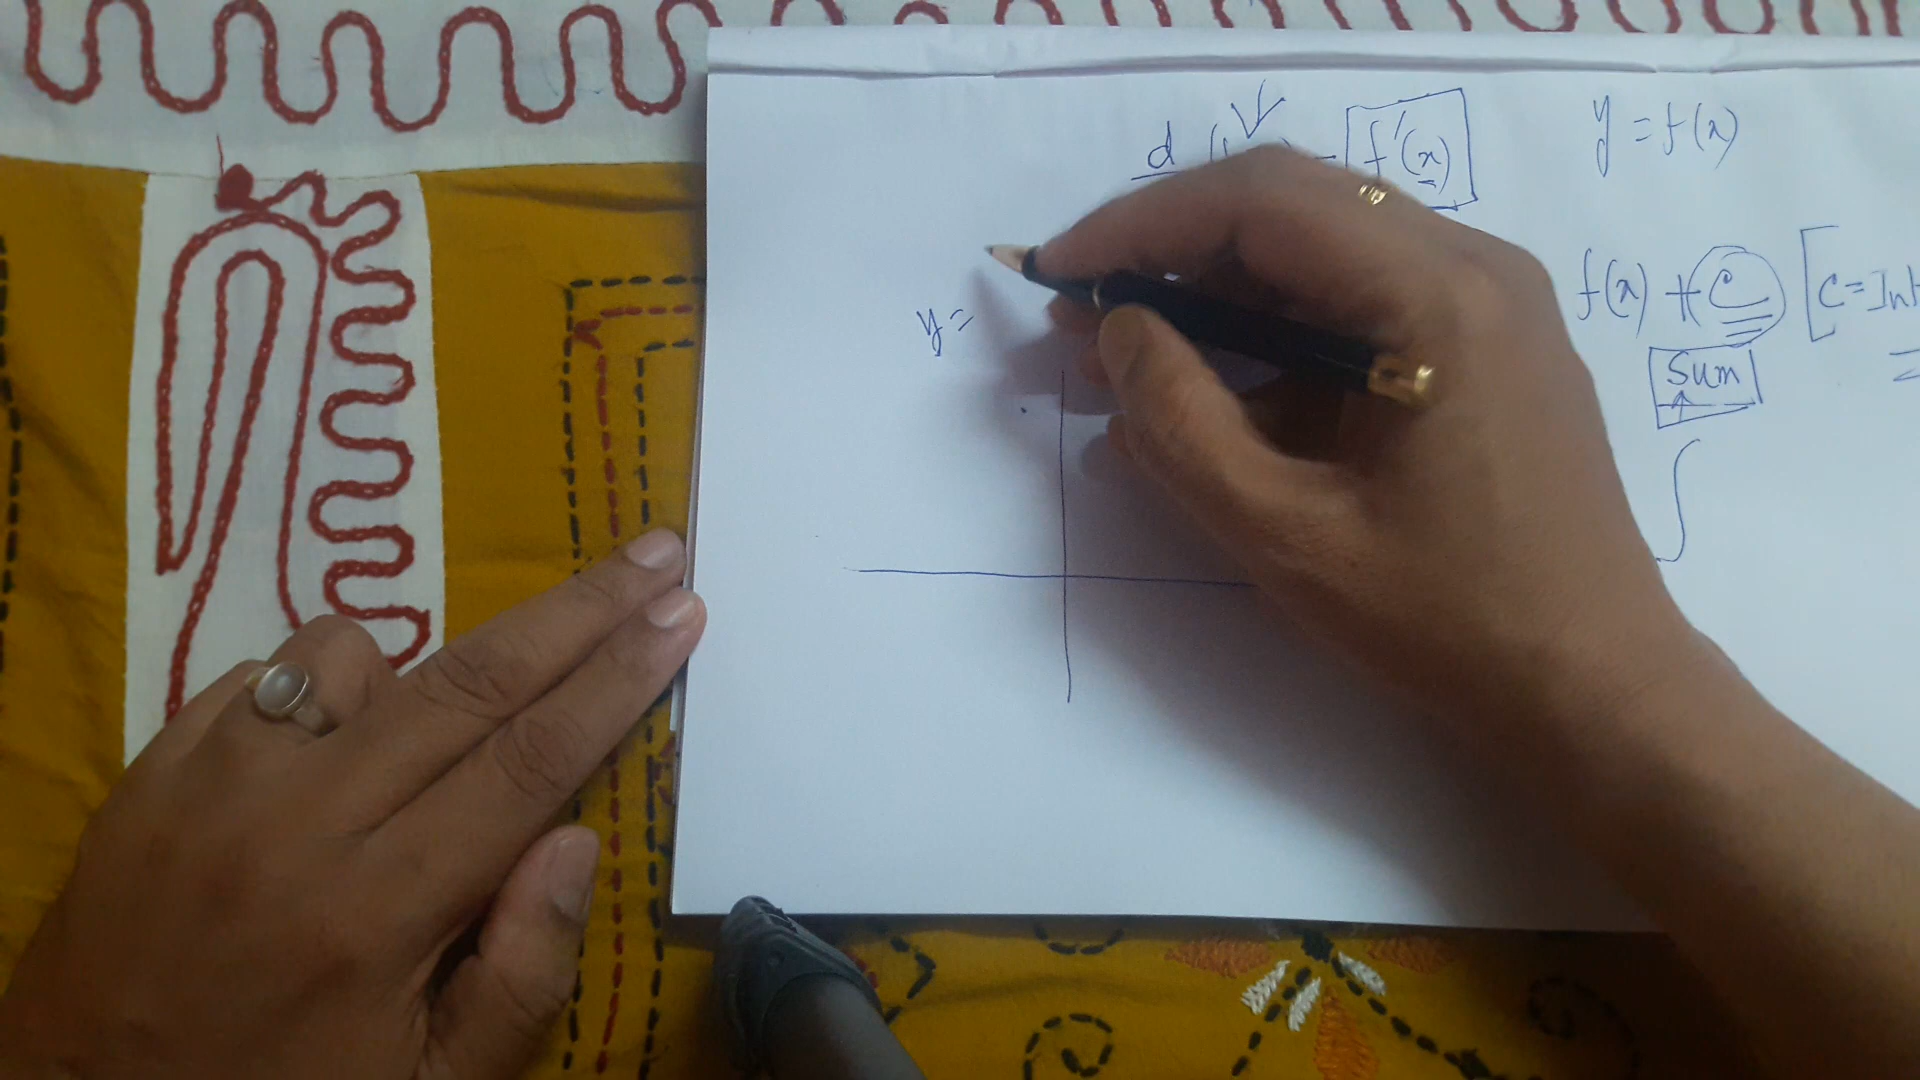 d f'(x) y = f(x)
f(x) + C [C = Int
y =
Sum
∫